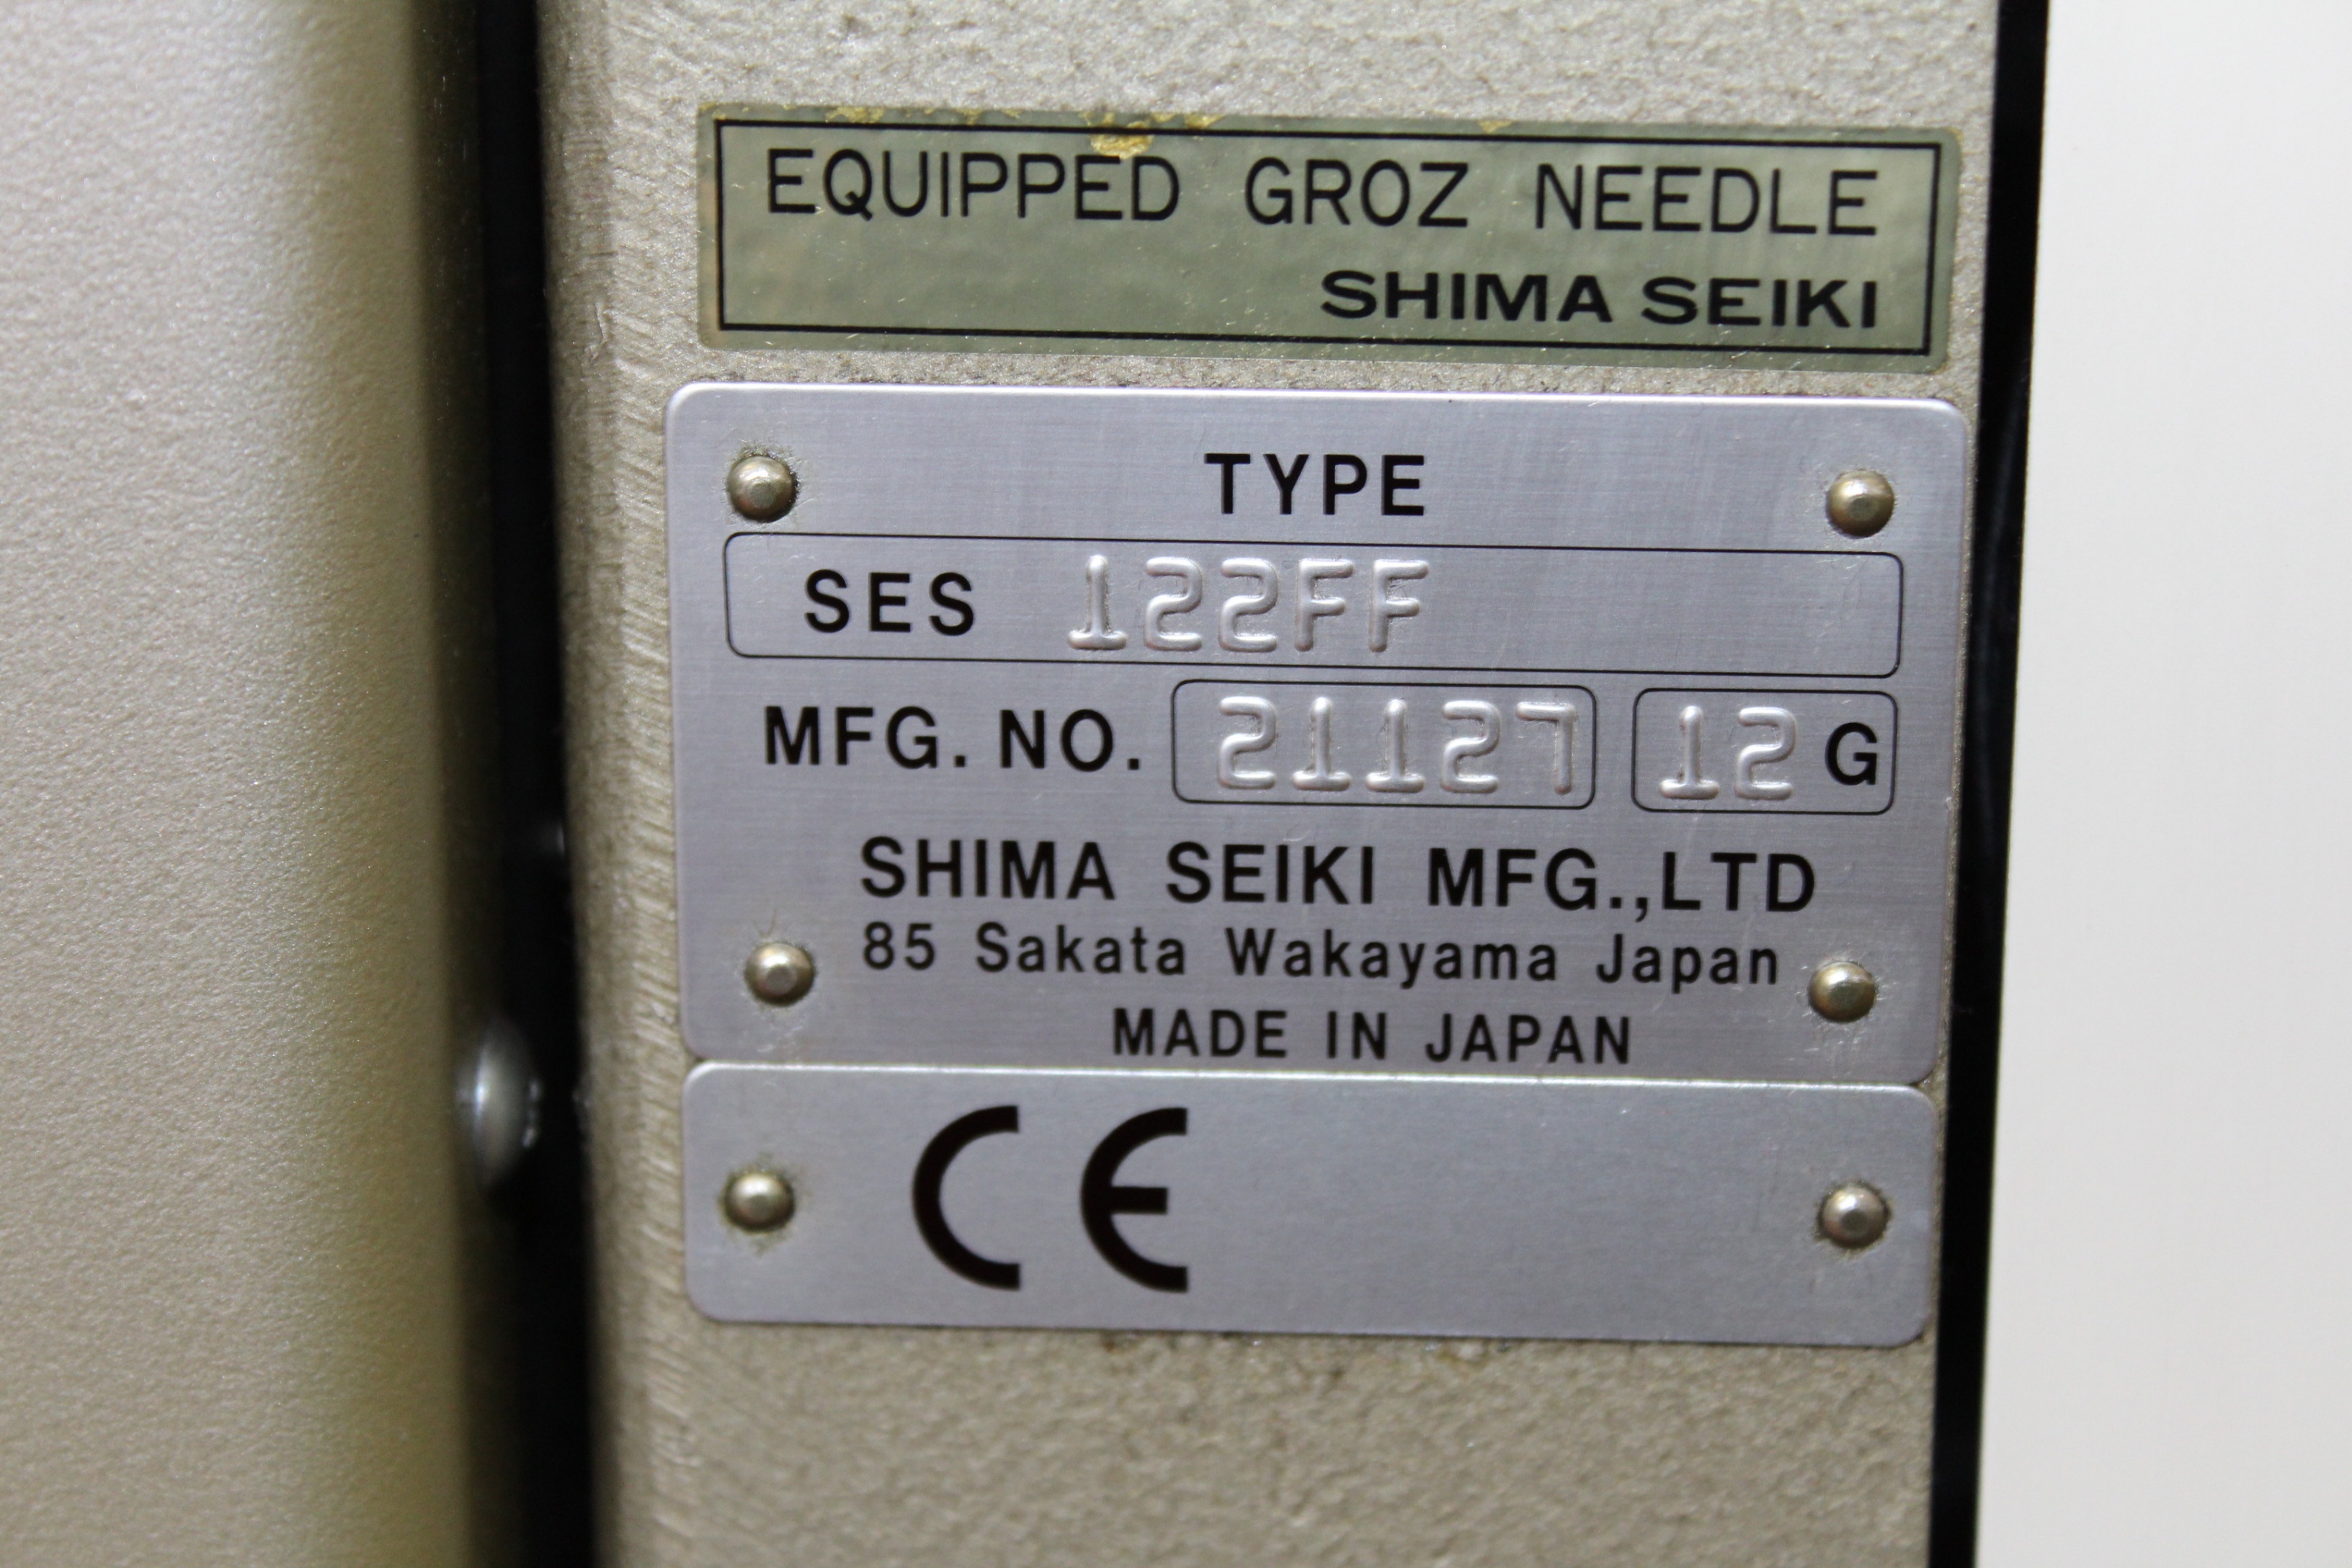 EQUIPPED GROZ NEEDLE
SHIMA SEIKI
TYPE
SES 122FF
MFG. NO. 21127 12 G
SHIMA SEIKI MFG.,LTD
85 Sakata Wakayama Japan
MADE IN JAPAN
CE